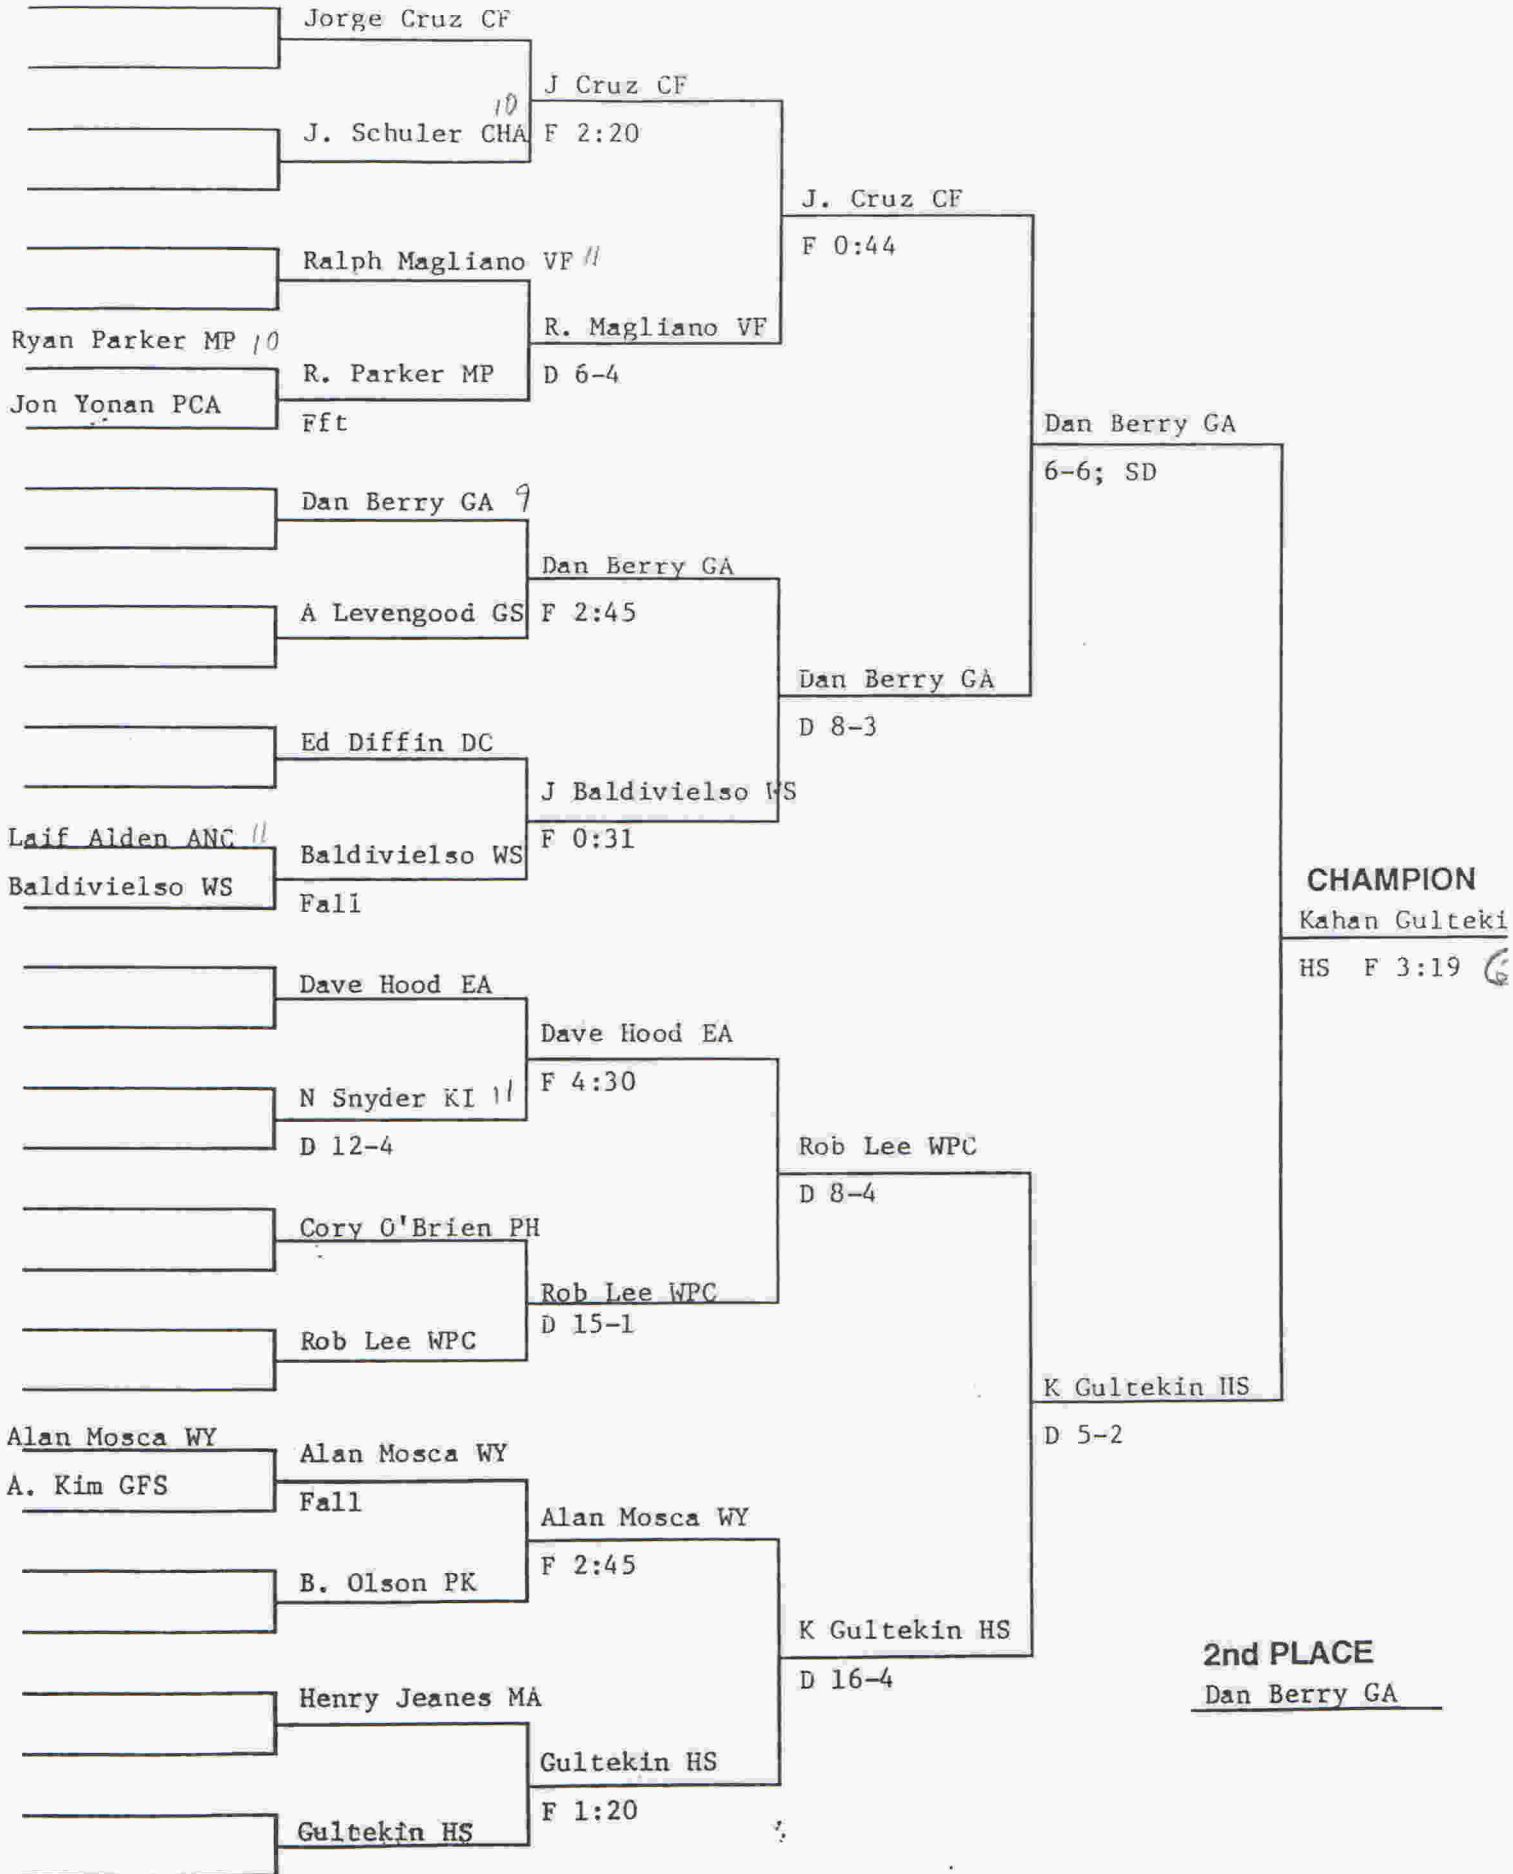 Jorge Cruz CF
J Cruz CF
10
J. Schuler CHA
F 2:20
J. Cruz CF
F 0:44
Ralph Magliano VF 11
R. Magliano VF
Ryan Parker MP 10
R. Parker MP
D 6-4
Jon Yonan PCA
Fft
Dan Berry GA
6-6; SD
Dan Berry GA 9
Dan Berry GA
A Levengood GS
F 2:45
Dan Berry GA
D 8-3
Ed Diffin DC
J Baldivielso WS
Laif Alden ANC 11
F 0:31
Baldivielso WS
Baldivielso WS
Fall
CHAMPION
Kahan Gulteki
HS F 3:19
Dave Hood EA
Dave Hood EA
N Snyder KI 11
F 4:30
D 12-4
Rob Lee WPC
D 8-4
Cory O'Brien PH
Rob Lee WPC
D 15-1
Rob Lee WPC
K Gultekin HS
D 5-2
Alan Mosca WY
Alan Mosca WY
A. Kim GFS
Fall
Alan Mosca WY
F 2:45
B. Olson PK
K Gultekin HS
D 16-4
2nd PLACE
Dan Berry GA
Henry Jeanes MA
Gultekin HS
F 1:20
Gultekin HS